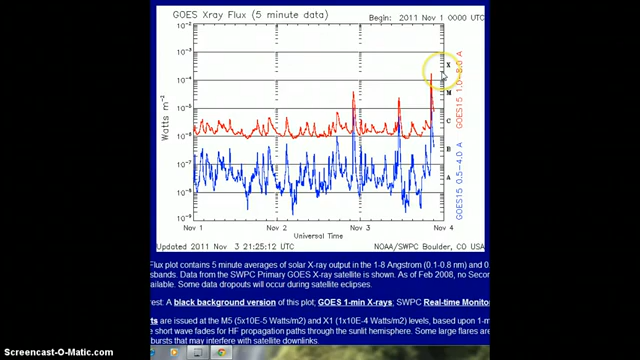 GOES Xray Flux (5 minute data) Begin: 2011 Nov 1 0000 UTC
10-2
10-3
10-4
10-5
10-6
10-7
10-8
10-9
Watts m-2
X
M
C
B
A
GOES15 1.0-8.0 A
GOES15 0.5-4.0 A
Nov 1 Nov 2 Nov 3 Nov 4
Universal Time
Updated 2011 Nov 3 21:25:12 UTC NOAA/SWPC Boulder, CO USA
Flux plot contains 5 minute averages of solar X-ray output in the 1-8 Angstrom (0.1-0.8 nm) and 0
sbands. Data from the SWPC Primary GOES X-ray satellite is shown. As of Feb 2008, no Secon
Some data dropouts will occur during satellite eclipses.
rest: A black background version of this plot; GOES 1-min X-rays; SWPC Real-time Monitor
ts are issued at the M5 (5x10E-5 Watts/m2) and X1 (1x10E-4 Watts/m2) levels, based upon 1-m
e short wave fades for HF propagation paths through the sunlit hemisphere. Some large flares are
bursts that may interfere with satellite downlinks.
Screencast-O-Matic.com